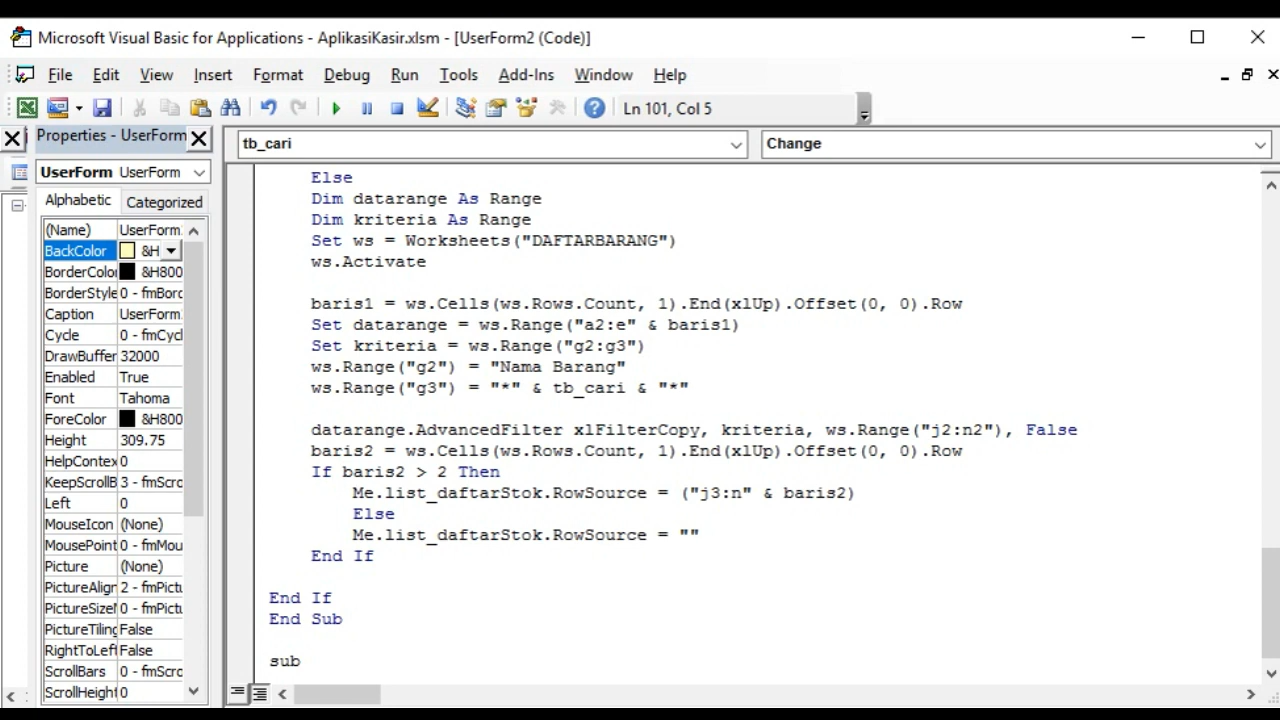 Microsoft Visual Basic for Applications - AplikasiKasir.xlsm - [UserForm2 (Code)]
File Edit View Insert Format Debug Run Tools Add-Ins Window Help
Ln 101, Col 5
Properties - UserForm
tb_cari
Change
UserForm UserForm
Alphabetic Categorized
(Name) UserForm
BackColor &H
BorderColo &H800
BorderStyle 0 - fmBord
Caption UserForm
Cycle 0 - fmCycl
DrawBuffer 32000
Enabled True
Font Tahoma
ForeColor &H800
Height 309.75
HelpContex 0
KeepScrollB 3 - fmScro
Left 0
MouseIcon (None)
MousePoint 0 - fmMou
Picture (None)
PictureAlign 2 - fmPictu
PictureSizeM 0 - fmPictu
PictureTiling False
RightToLeft False
ScrollBars 0 - fmScro
ScrollHeight 0
Else
Dim datarange As Range
Dim kriteria As Range
Set ws = Worksheets("DAFTARBARANG")
ws.Activate
baris1 = ws.Cells(ws.Rows.Count, 1).End(xlUp).Offset(0, 0).Row
Set datarange = ws.Range("a2:e" & baris1)
Set kriteria = ws.Range("g2:g3")
ws.Range("g2") = "Nama Barang"
ws.Range("g3") = "*" & tb_cari & "*"
datarange.AdvancedFilter xlFilterCopy, kriteria, ws.Range("j2:n2"), False
baris2 = ws.Cells(ws.Rows.Count, 1).End(xlUp).Offset(0, 0).Row
If baris2 > 2 Then
Me.list_daftarStok.RowSource = ("j3:n" & baris2)
Else
Me.list_daftarStok.RowSource = ""
End If
End If
End Sub
sub